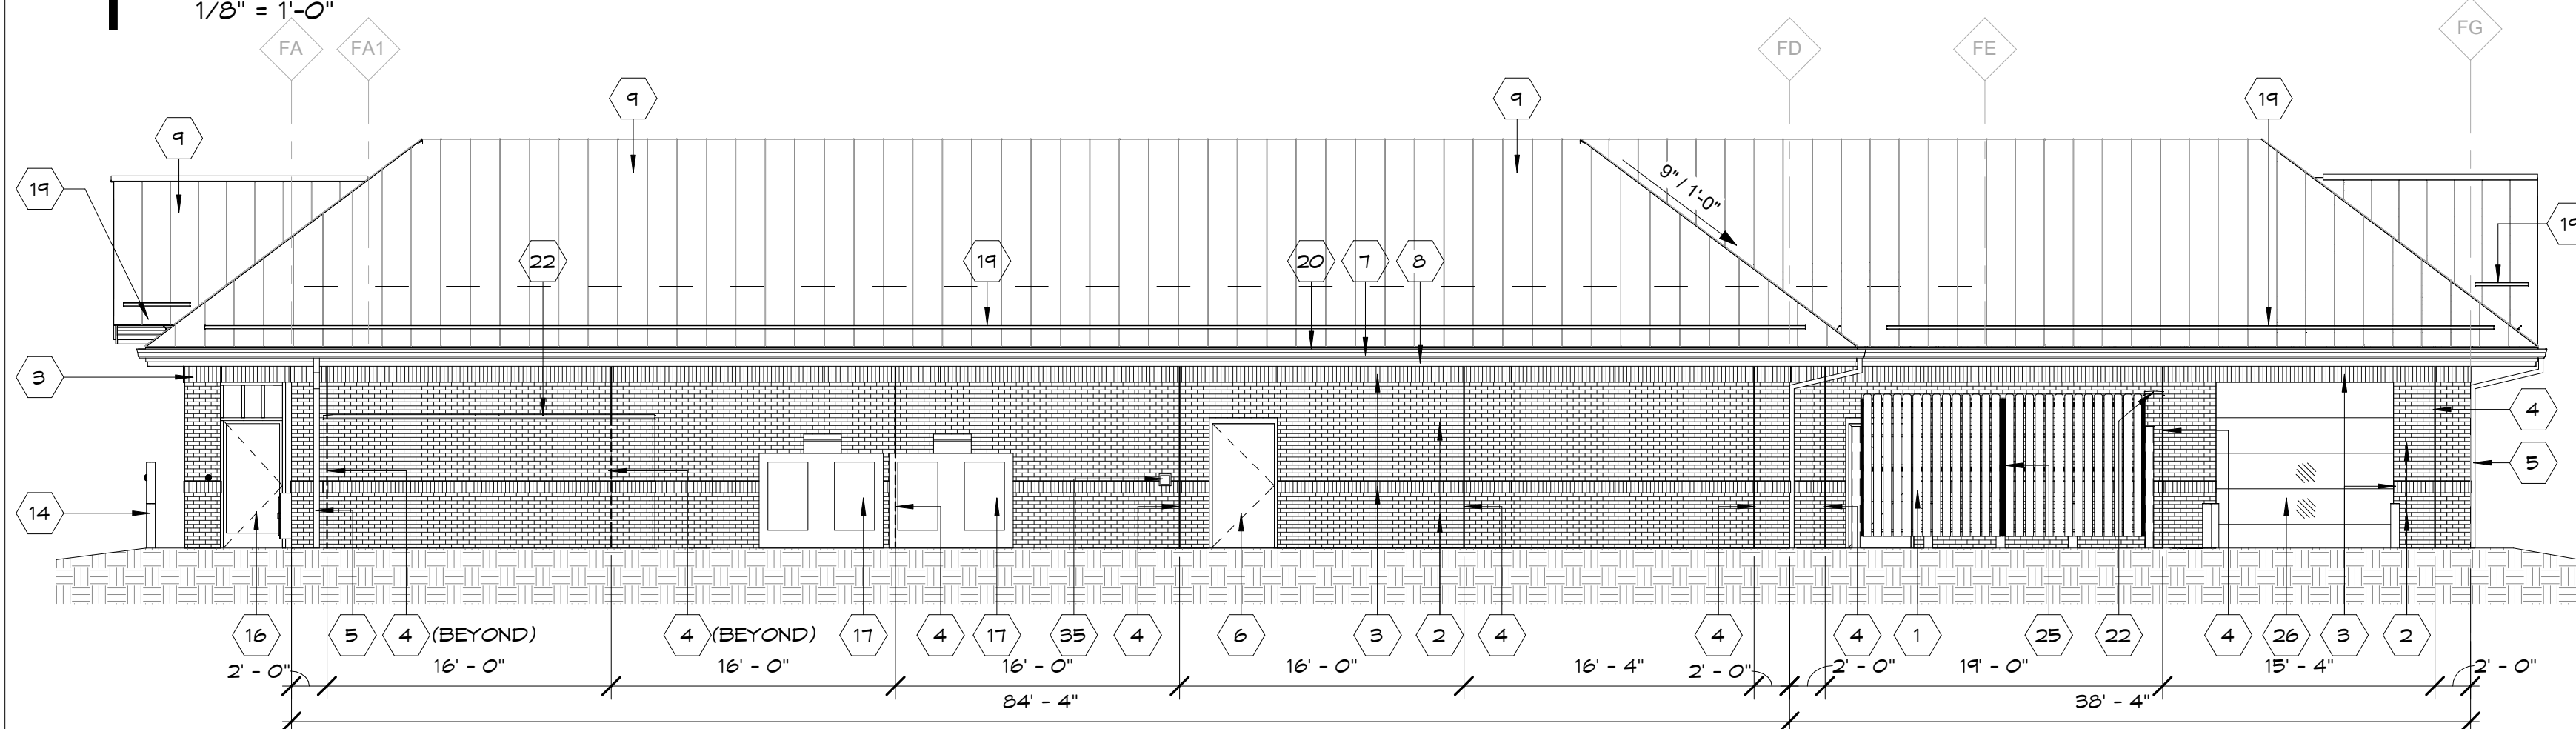 1/8" = 1'-0"
FA FA1 FD FE FG
9 9 9 19
19
9" / 1'-0"
22 19 20 7 8 19
3
4
5
14
16 5 4 (BEYOND) 4 (BEYOND) 17 4 17 35 4 6 3 2 4 4 4 1 25 22 4 26 3 2
2' - 0" 16' - 0" 16' - 0" 16' - 0" 16' - 0" 16' - 4" 2' - 0" 2' - 0" 19' - 0" 15' - 4" 2' - 0"
84' - 4" 38' - 4"